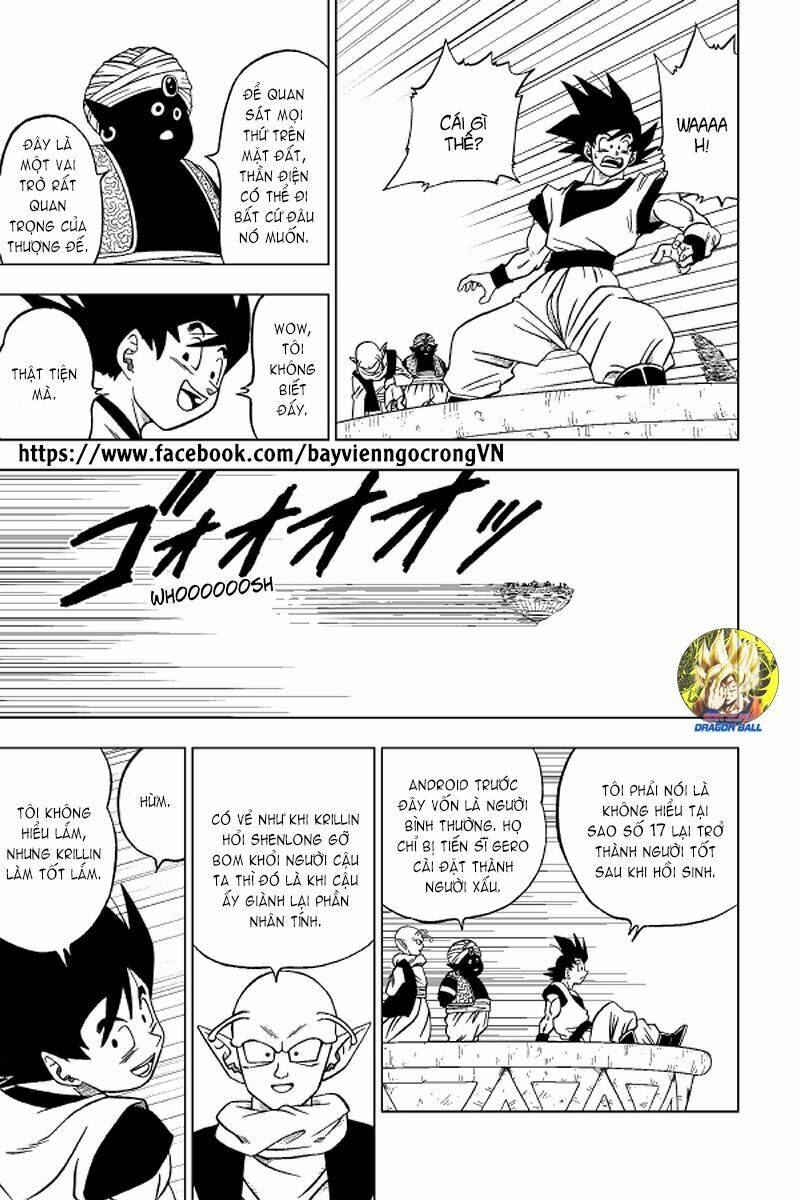 WAAAA
H!
CÁI GÌ
THẾ?
ĐỂ QUAN
SÁT MỌI
THỨ TRÊN
MẶT ĐẤT,
THẦN ĐIỆN
CÓ THỂ ĐI
BẤT CỨ ĐÂU
NÓ MUỐN.
ĐÂY LÀ
MỘT VAI
TRÒ RẤT
QUAN
TRỌNG CỦA
THƯỢNG ĐẾ.
WOW,
TÔI
KHÔNG
BIẾT
ĐẤY.
THẬT TIỆN
MÀ.
https://www.facebook.com/bayvienngocrongVN
ゴオオオオッ
WHOOOOOOSH
DRAGON BALL
TÔI PHẢI NÓI LÀ
KHÔNG HIỂU TẠI
SAO SỐ 17 LẠI TRỞ
THÀNH NGƯỜI TỐT
SAU KHI HỒI SINH.
ANDROID TRƯỚC
ĐÂY VỐN LÀ NGƯỜI
BÌNH THƯỜNG. HỌ
CHỈ BỊ TIẾN SĨ GERO
CÀI ĐẶT THÀNH
NGƯỜI XẤU.
CÓ VẺ NHƯ KHI KRILLIN
HỎI SHENLONG GỠ
BOM KHỎI NGƯỜI CẬU
TA THÌ ĐÓ LÀ KHI CẬU
ẤY GIÀNH LẠI PHẦN
NHÂN TÍNH.
HỪM.
TÔI KHÔNG
HIỂU LẮM,
NHƯNG KRILLIN
LÀM TỐT LẮM.